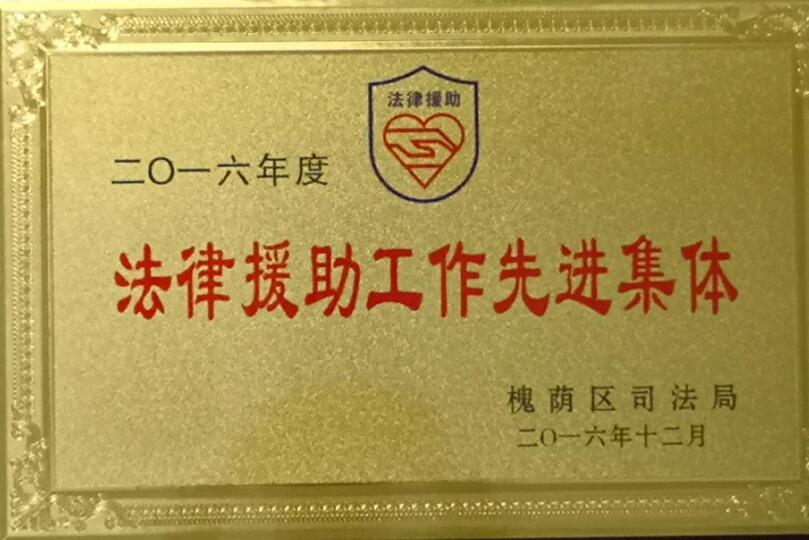 法律援助
二〇一六年度
法律援助工作先进集体
槐荫区司法局
二〇一六年十二月